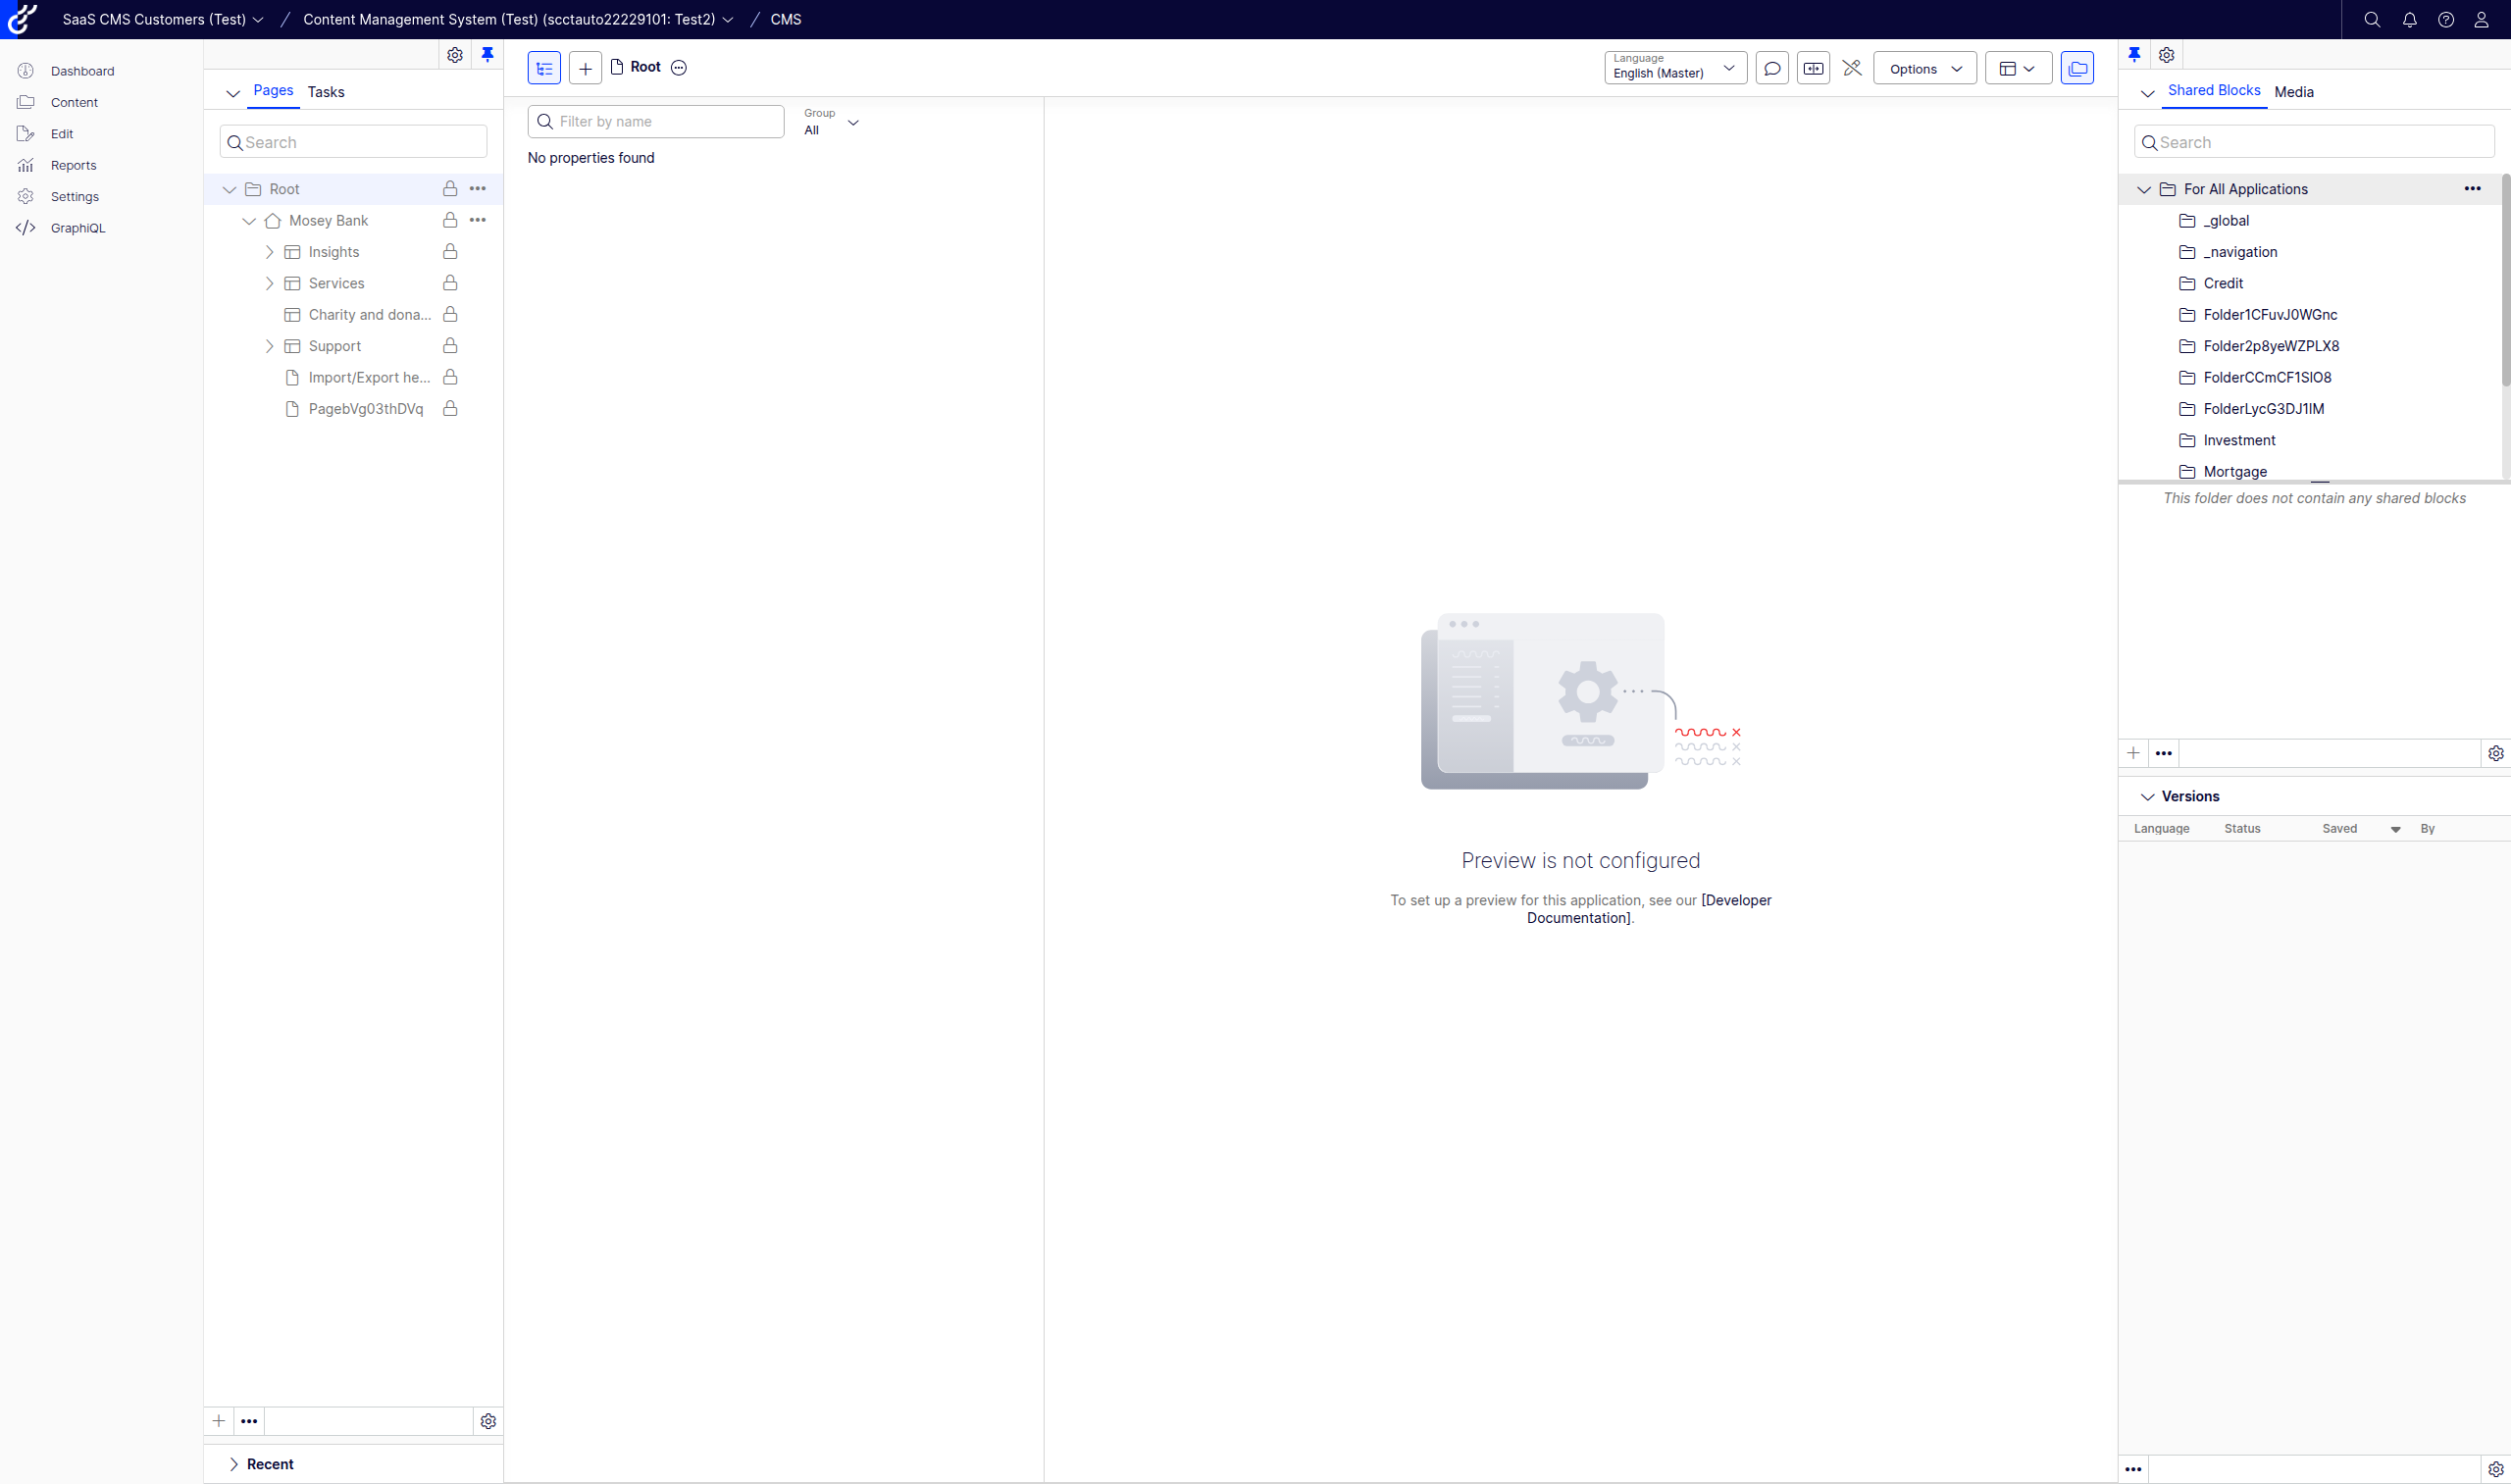 SaaS CMS Customers (Test) / Content Management System (Test) (scctauto22229101: Test2) / CMS
Dashboard
Content
Edit
Reports
Settings
GraphiQL
Pages Tasks
Search
Root
Mosey Bank
Insights
Services
Charity and dona...
Support
Import/Export he...
PagebVg03thDVq
Recent
Root
Language
English (Master)
Options
Filter by name
Group
All
No properties found
Preview is not configured
To set up a preview for this application, see our [Developer
Documentation].
Shared Blocks Media
Search
For All Applications
_global
_navigation
Credit
Folder1CFuvJ0WGnc
Folder2p8yeWZPLX8
FolderCCmCF1SIO8
FolderLycG3DJ1IM
Investment
Mortgage
This folder does not contain any shared blocks
Versions
Language Status Saved By